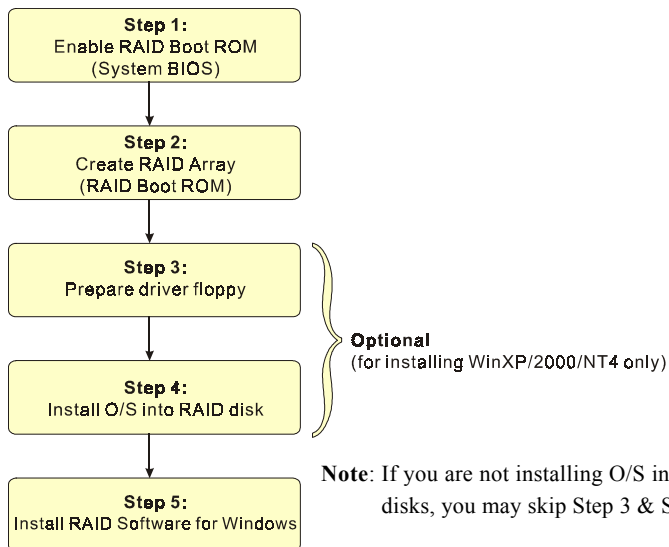 Step 1:
Enable RAID Boot ROM
(System BIOS)
Step 2:
Create RAID Array
(RAID Boot ROM)
Step 3:
Prepare driver floppy
Step 4:
Install O/S into RAID disk
Optional
(for installing WinXP/2000/NT4 only)
Step 5:
Install RAID Software for Windows
Note: If you are not installing O/S in
disks, you may skip Step 3 & S